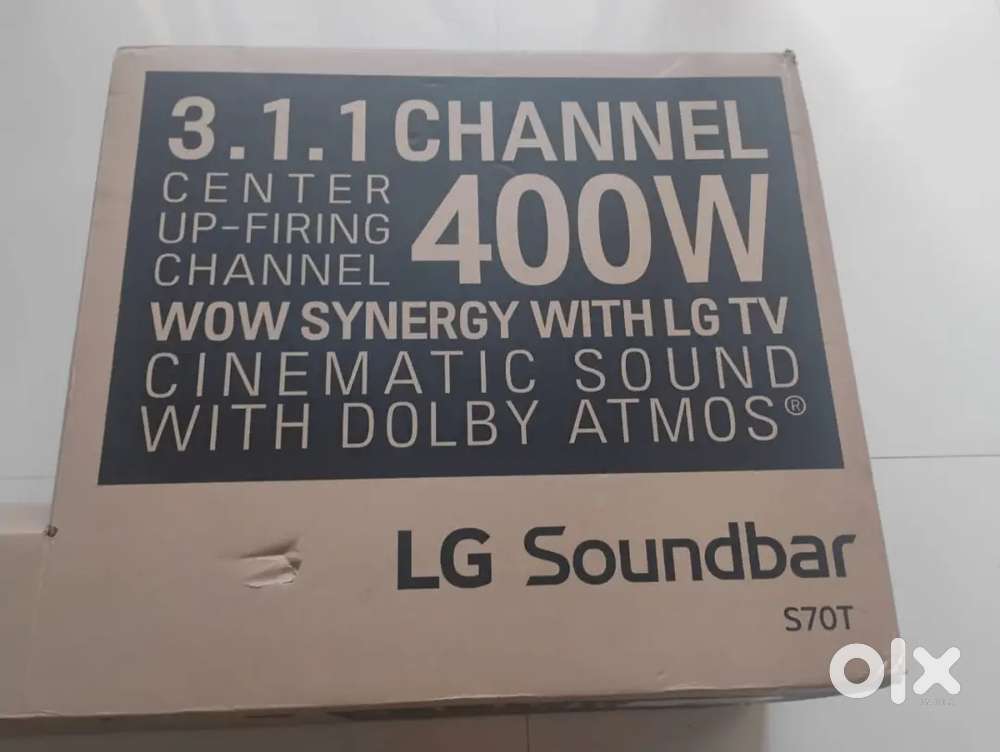 3.1.1 CHANNEL
CENTER
UP-FIRING
CHANNEL
400W
WOW SYNERGY WITH LG TV
CINEMATIC SOUND
WITH DOLBY ATMOS®
LG Soundbar
S70T
olx